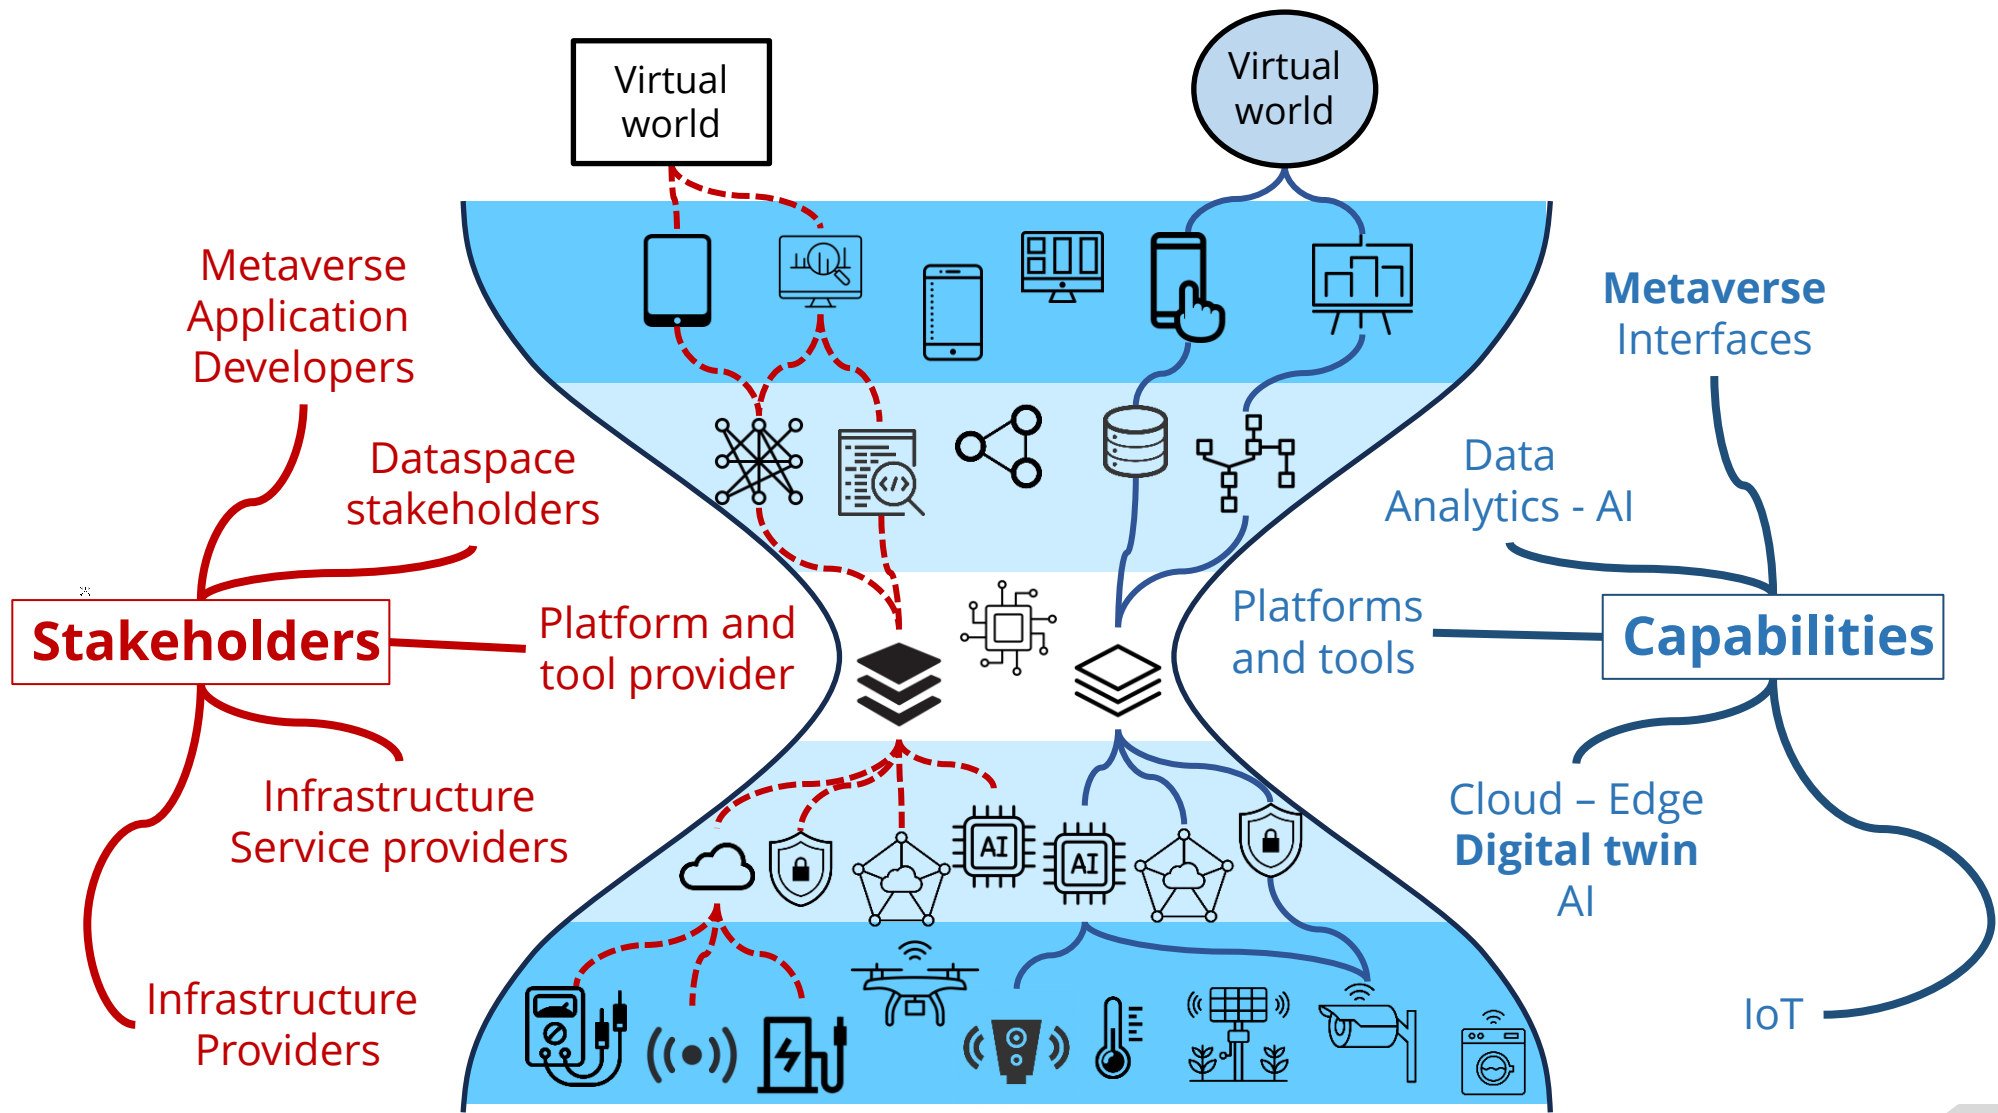 Virtual
world
Virtual
world
Metaverse
Application
Developers
Dataspace
stakeholders
Stakeholders
Platform and
tool provider
Infrastructure
Service providers
Infrastructure
Providers
Metaverse
Interfaces
Data
Analytics - AI
Platforms
and tools
Capabilities
Cloud – Edge
Digital twin
AI
IoT
AI
AI